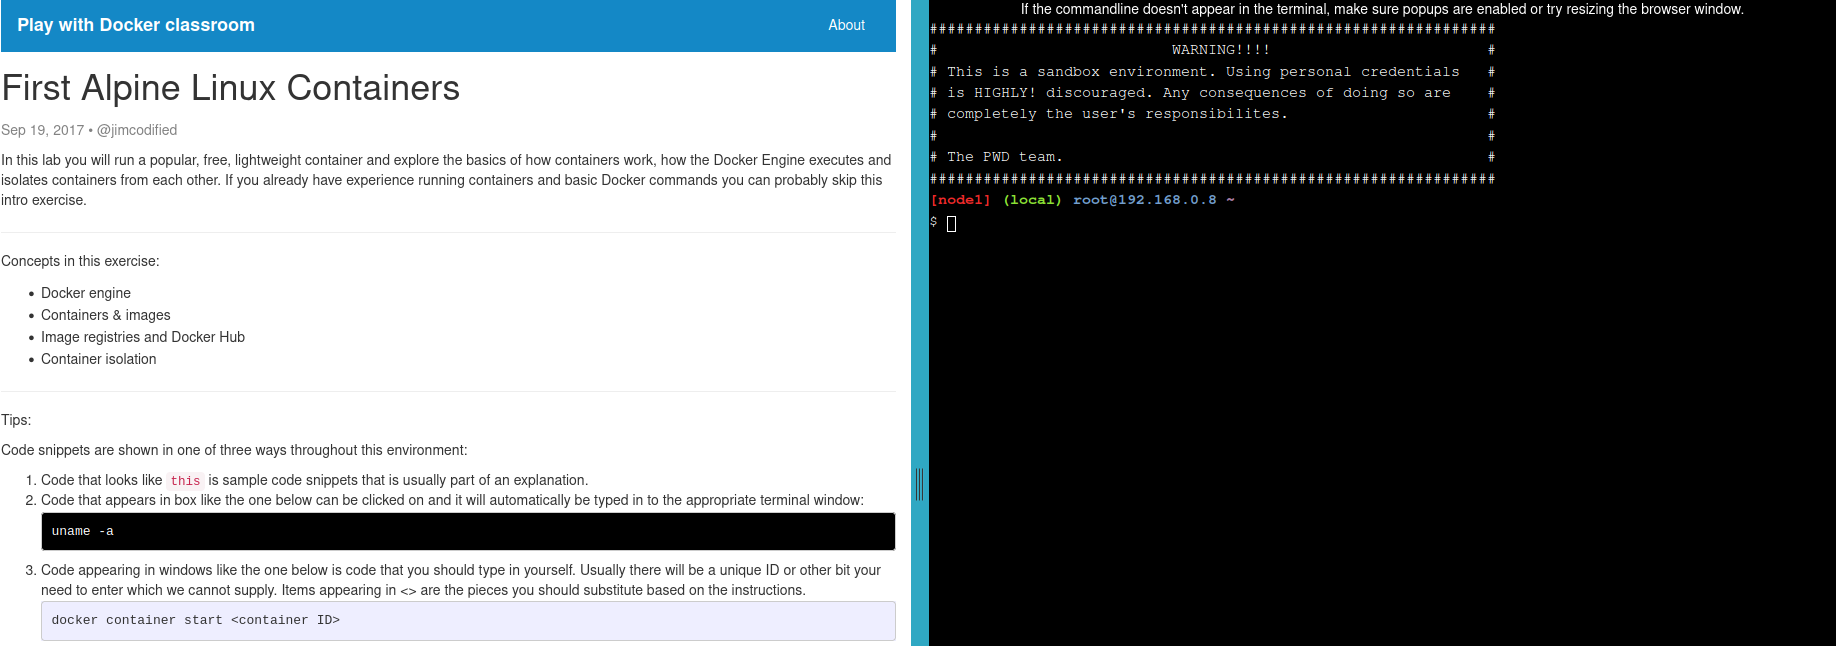 Play with Docker classroom
About
First Alpine Linux Containers
Sep 19, 2017 • @jimcodified
In this lab you will run a popular, free, lightweight container and explore the basics of how containers work, how the Docker Engine executes and
isolates containers from each other. If you already have experience running containers and basic Docker commands you can probably skip this
intro exercise.
Concepts in this exercise:
• Docker engine
• Containers & images
• Image registries and Docker Hub
• Container isolation
Tips:
Code snippets are shown in one of three ways throughout this environment:
1. Code that looks like this is sample code snippets that is usually part of an explanation.
2. Code that appears in box like the one below can be clicked on and it will automatically be typed in to the appropriate terminal window:
uname -a
3. Code appearing in windows like the one below is code that you should type in yourself. Usually there will be a unique ID or other bit your
need to enter which we cannot supply. Items appearing in <> are the pieces you should substitute based on the instructions.
docker container start <container ID>
If the commandline doesn't appear in the terminal, make sure popups are enabled or try resizing the browser window.
###############################################################
# WARNING!!!! #
# This is a sandbox environment. Using personal credentials #
# is HIGHLY! discouraged. Any consequences of doing so are #
# completely the user's responsibilites. #
# #
# The PWD team. #
###############################################################
[node1] (local) root@192.168.0.8 ~
$